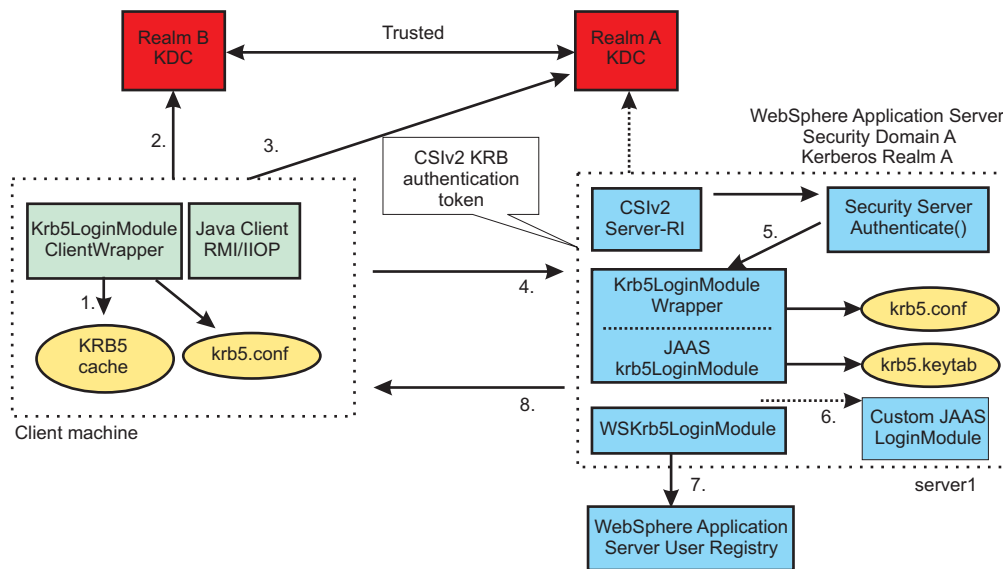 Realm B
KDC
Trusted
Realm A
KDC
2.
3.
WebSphere Application Server
Security Domain A
Kerberos Realm A
CSIv2 KRB
authentication
token
Krb5LoginModule
ClientWrapper
Java Client
RMI/IIOP
CSIv2
Server-RI
Security Server
Authenticate()
5.
1.
4.
Krb5LoginModule
Wrapper
krb5.conf
KRB5
cache
krb5.conf
JAAS
krb5LoginModule
krb5.keytab
8.
6.
Client machine
WSKrb5LoginModule
Custom JAAS
LoginModule
7.
server1
WebSphere Application
Server User Registry